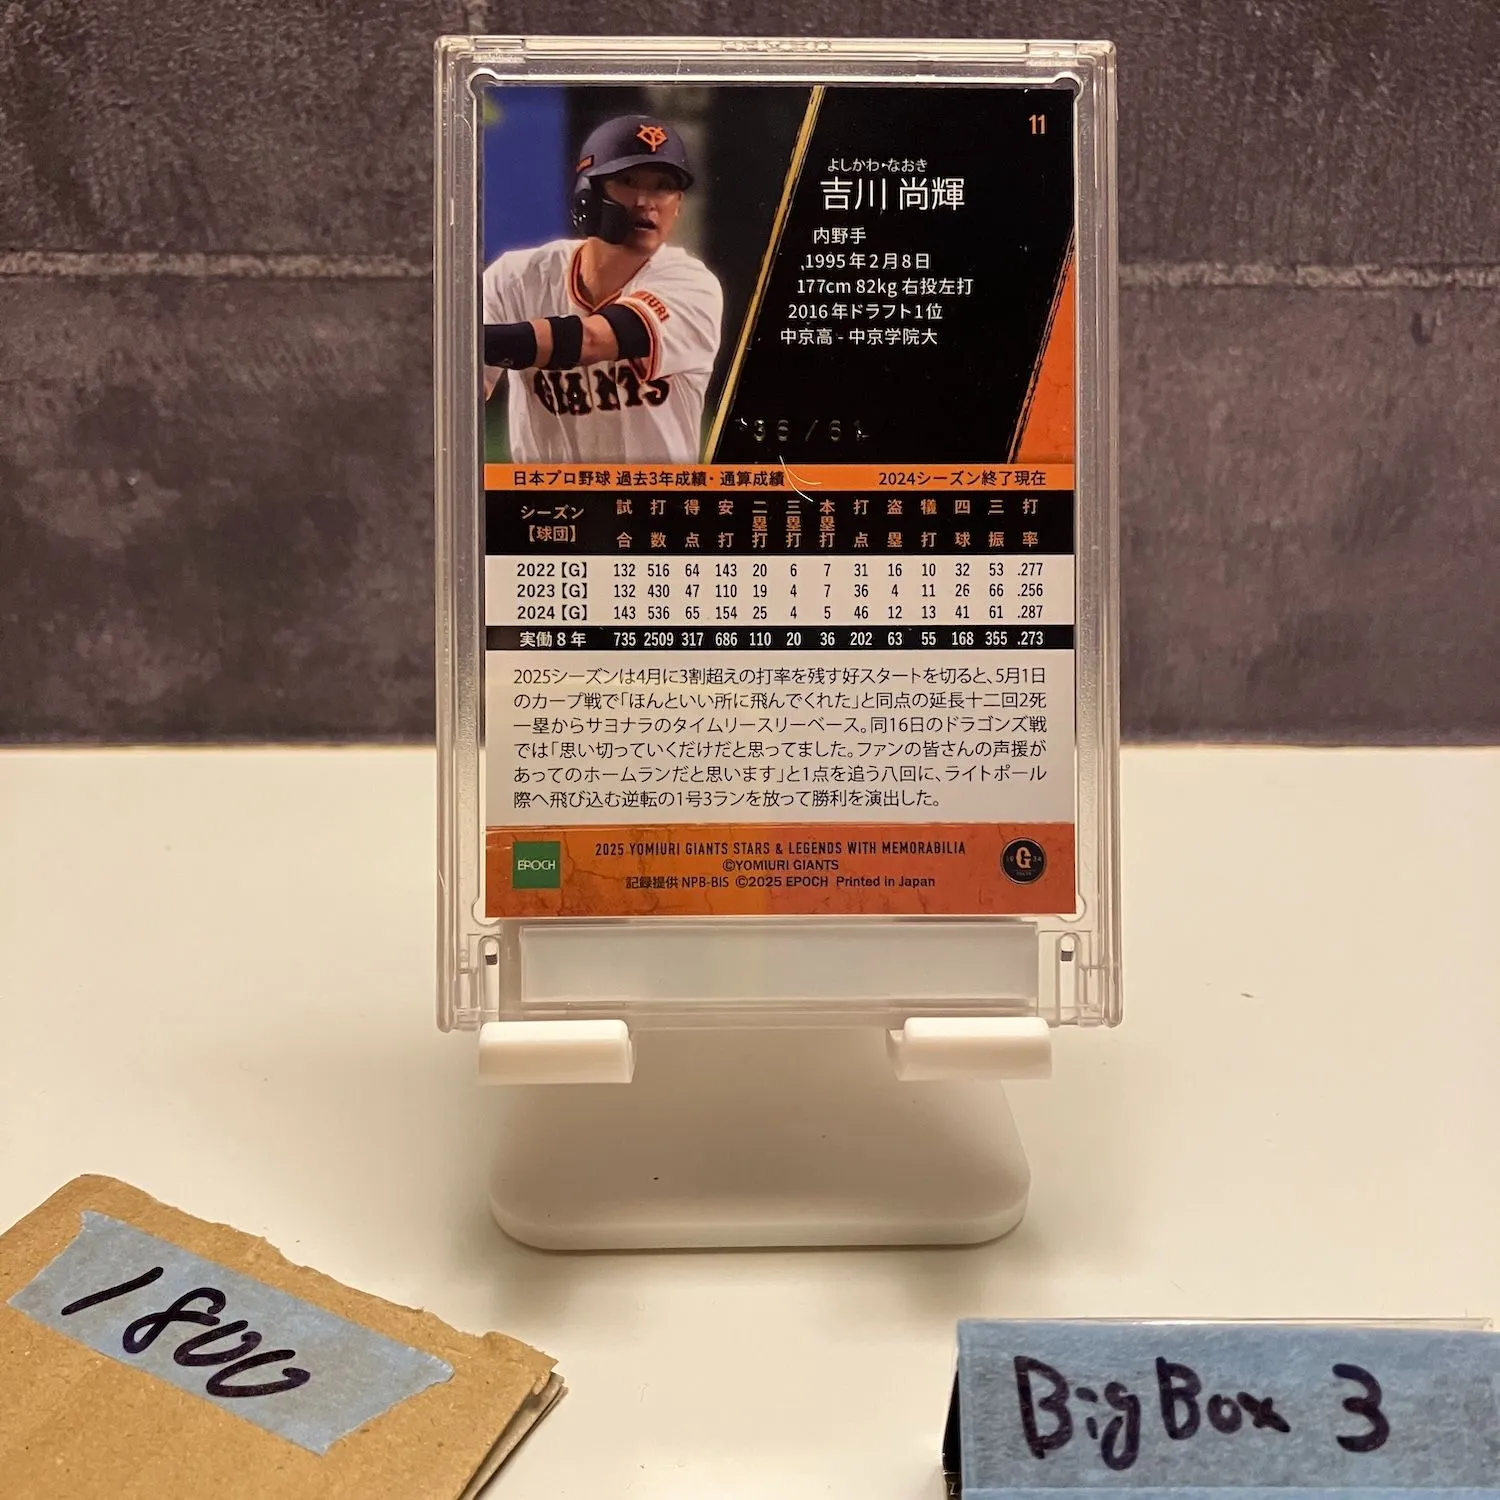 11
よしかわ・なおき
吉川 尚輝
内野手
1995年2月8日
177cm 82kg 右投左打
2016年ドラフト1位
中京高 - 中京学院大
GIANTS
日本プロ野球 過去3年成績・通算成績 2024シーズン終了現在
シーズン【球団】 試合 打数 得点 安打 二塁打 三塁打 本塁打 打点 盗塁 犠打 四球 三振 打率
2022【G】 132 516 64 143 20 6 7 31 16 10 32 53 .277
2023【G】 132 430 47 110 19 4 7 36 4 11 26 66 .256
2024【G】 143 536 65 154 25 4 5 46 12 13 41 61 .287
実働8年 735 2509 317 686 110 20 36 202 63 55 168 355 .273
2025シーズンは4月に3割超えの打率を残す好スタートを切ると、5月1日
のカープ戦で「ほんといい所に飛んでくれた」と同点の延長十二回2死
一塁からサヨナラのタイムリースリーベース。同16日のドラゴンズ戦
では「思い切っていくだけだと思ってました。ファンの皆さんの声援が
あってのホームランだと思います」と1点を追う八回に、ライトポール
際へ飛び込む逆転の1号3ランを放って勝利を演出した。
EPOCH
2025 YOMIURI GIANTS STARS & LEGENDS WITH MEMORABILIA
©YOMIURI GIANTS
記録提供 NPB-BIS ©2025 EPOCH Printed in Japan
G
1800
Big Box 3